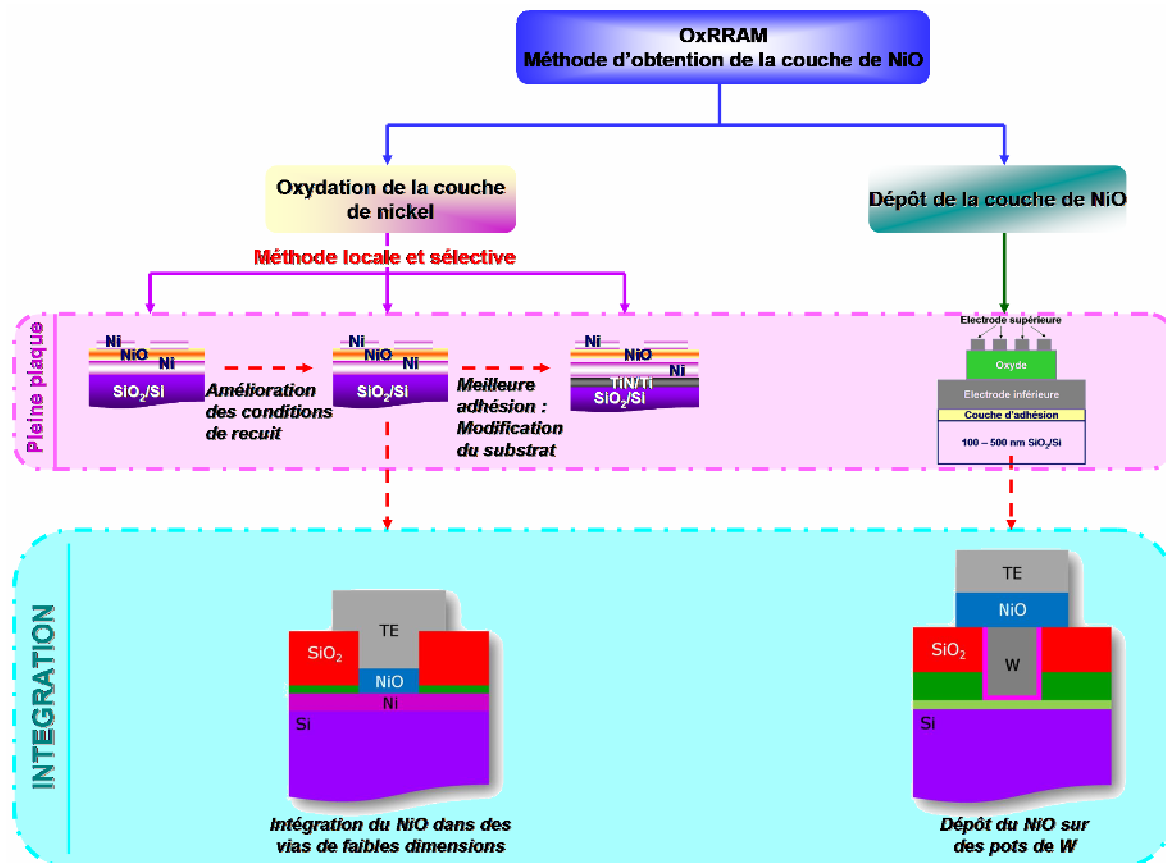 OxRRAM
Méthode d'obtention de la couche de NiO
Oxydation de la couche
de nickel
Dépôt de la couche de NiO
Méthode locale et sélective
Pleine plaque
Ni
NiO
Ni
SiO2/Si
Amélioration
des conditions
de recuit
Ni
NiO
Ni
SiO2/Si
Meilleure
adhésion :
Modification
du substrat
Ni
NiO
Ni
TiN/Ti
SiO2/Si
Electrode supérieure
Oxyde
Electrode inféireure
Couche d'adhésion
100 – 500 nm SiO2/Si
INTEGRATION
TE
SiO2
NiO
Ni
Si
Intégration du NiO dans des
vias de faibles dimensions
TE
NiO
SiO2
W
Si
Dépôt du NiO sur
des pots de W